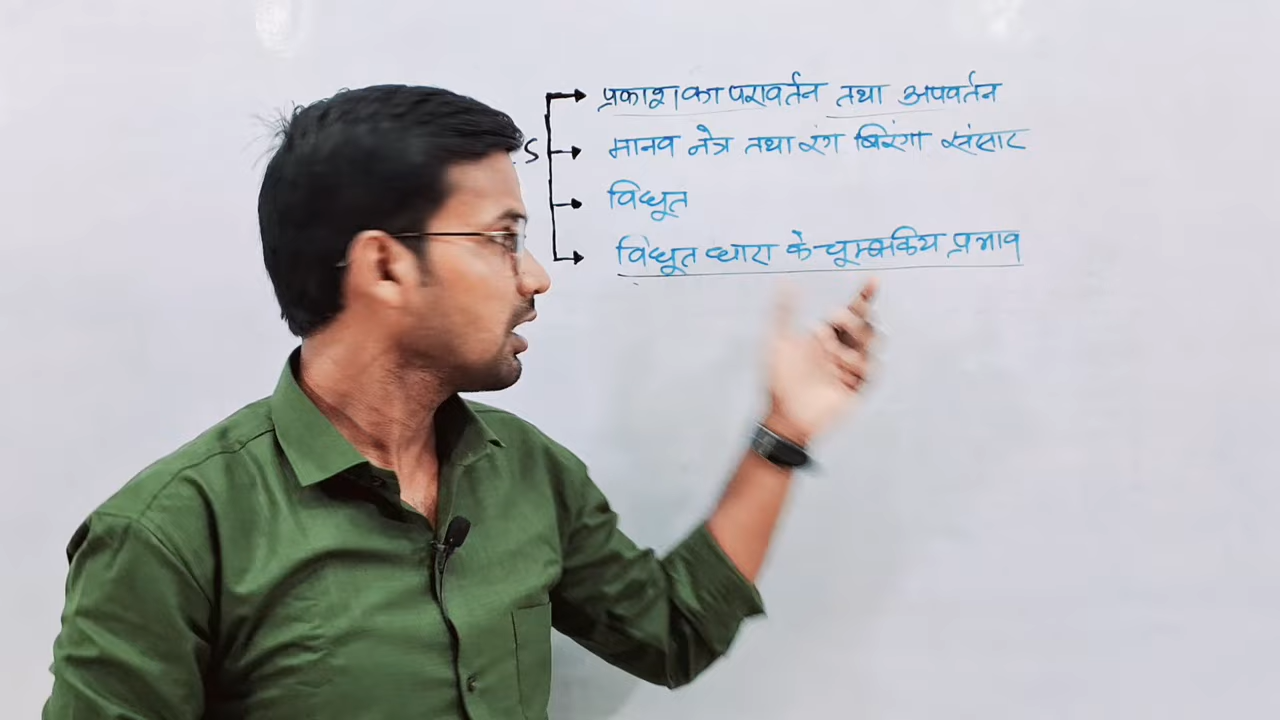 प्रकाश का परावर्तन तथा अपवर्तन
मानव नेत्र तथा रंग बिरंगा संसार
विधूत
विधूत धारा के चूम्बकिय प्रभाव